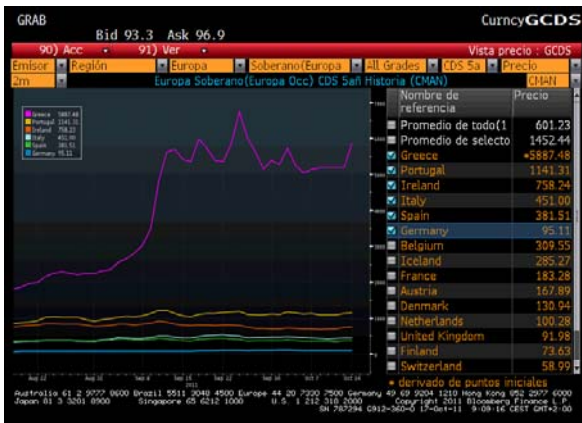 GRAB CurncyGCDS
Bid 93.3 Ask 96.9
90) Acc 91) Ver Vista precio : GCDS
Emisor Región Europa Soberano(Europa All Grades CDS 5a Precio
2m Europa Soberano(Europa Occ) CDS 5añ Historia (CMAN) CMAN
Nombre de referencia Precio
Promedio de todo(1 601.23
Promedio de selecto 1452.44
Greece •5887.48
Portugal 1141.31
Ireland 758.24
Italy 451.00
Spain 381.51
Germany 95.11
Belgium 309.55
Iceland 285.27
France 183.28
Austria 167.89
Denmark 130.94
Netherlands 100.28
United Kingdom 91.98
Finland 73.63
Switzerland 58.99
• derivado de puntos iniciales
Greece 5887.48
Portugal 1141.31
Ireland 758.23
Italy 451.00
Spain 381.51
Germany 95.11
2011
Australia 61 2 9777 8600 Brazil 5511 3048 4500 Europe 44 20 7330 7500 Germany 49 69 9204 1210 Hong Kong 852 2977 6000
Japan 81 3 3201 8900 Singapore 65 6212 1000 U.S. 1 212 318 2000 Copyright 2011 Bloomberg Finance L.P.
SN 787294 G912-360-0 17-Oct-11 9:09:16 CEST GMT+2:00